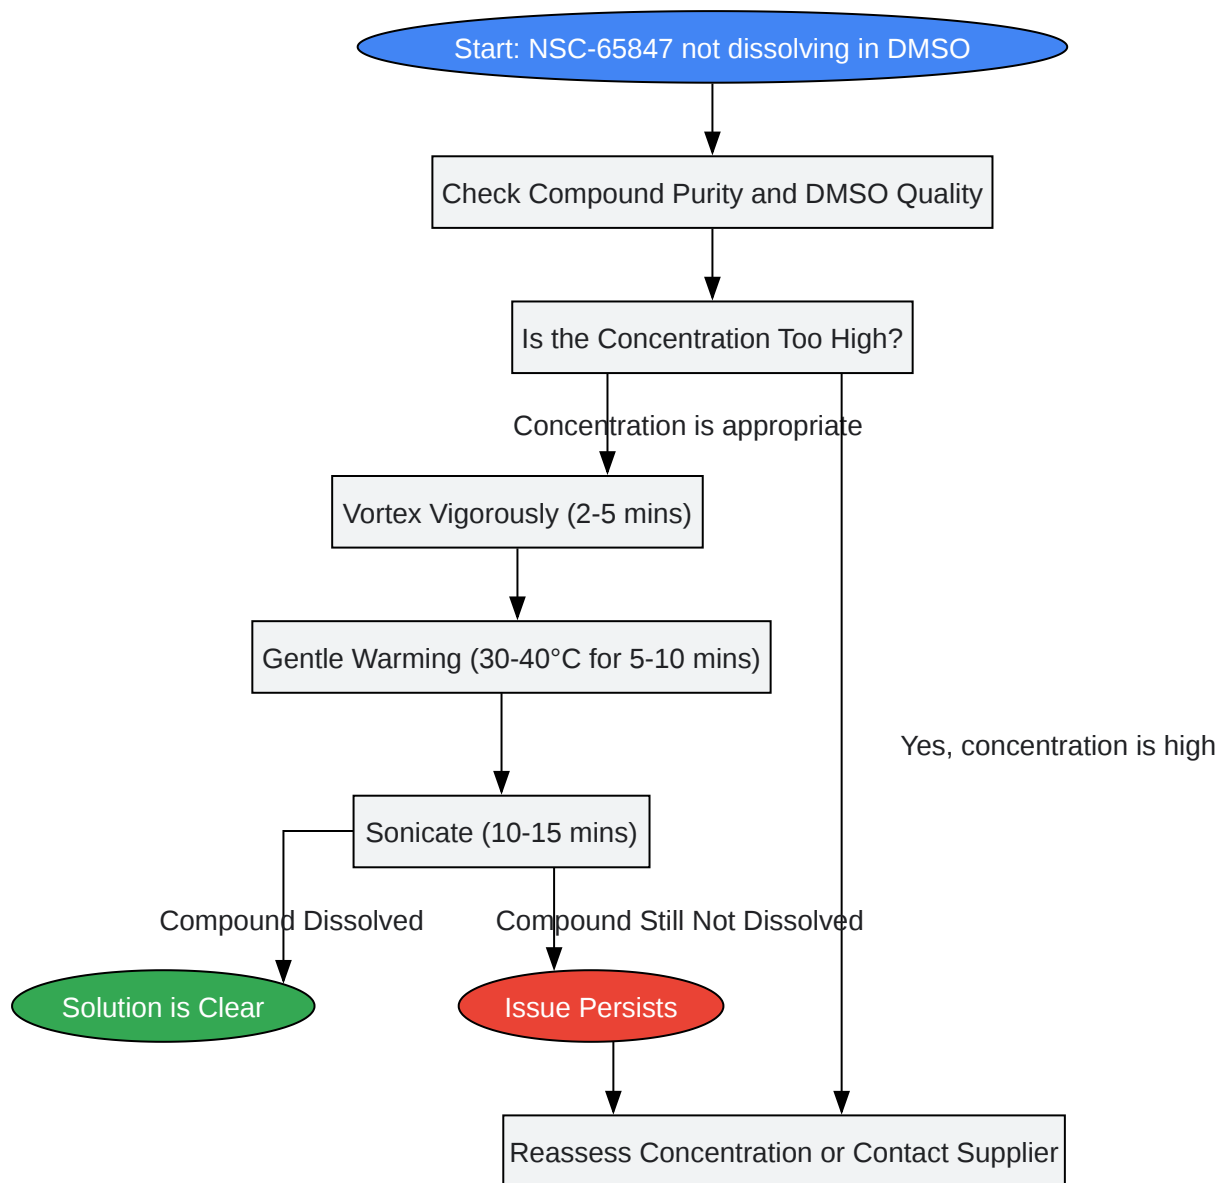 Start: NSC-65847 not dissolving in DMSO
Check Compound Purity and DMSO Quality
Is the Concentration Too High?
Concentration is appropriate
Vortex Vigorously (2-5 mins)
Gentle Warming (30-40°C for 5-10 mins)
Yes, concentration is high
Sonicate (10-15 mins)
Compound Dissolved
Compound Still Not Dissolved
Solution is Clear
Issue Persists
Reassess Concentration or Contact Supplier